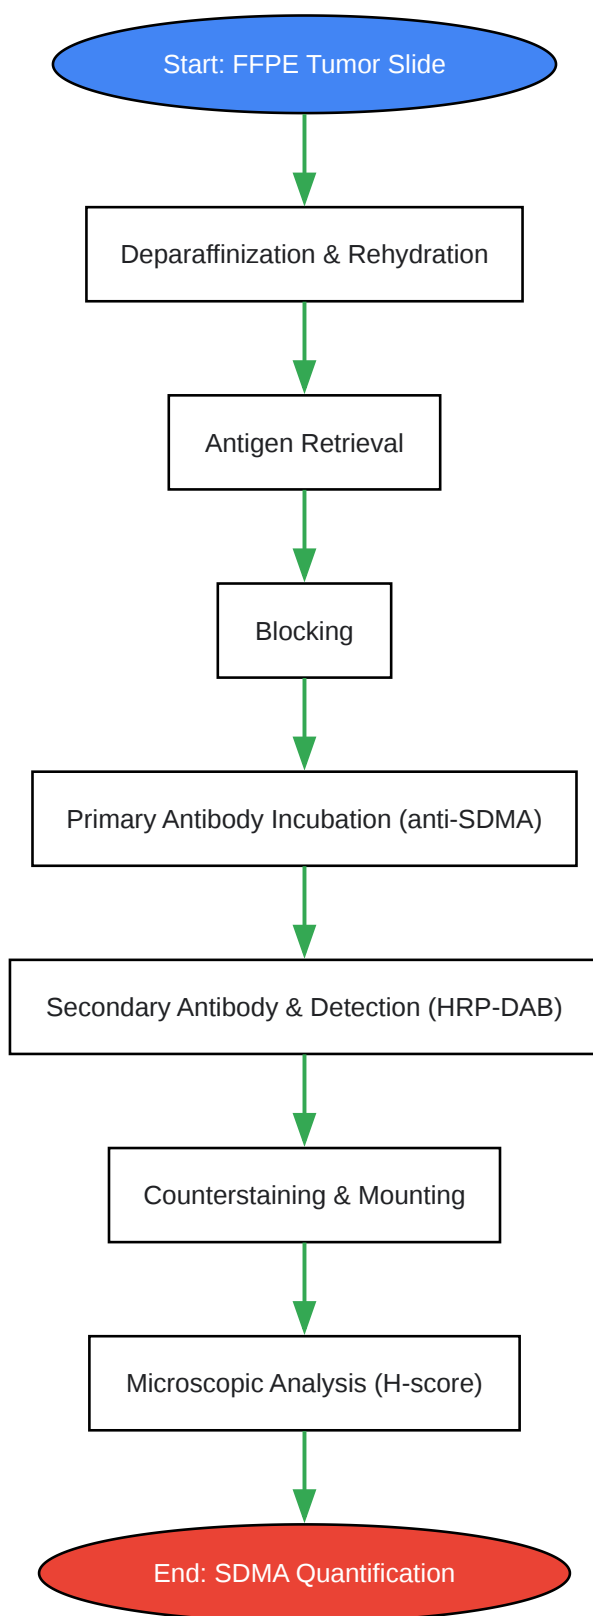 Start: FFPE Tumor Slide
Deparaffinization & Rehydration
Antigen Retrieval
Blocking
Primary Antibody Incubation (anti-SDMA)
Secondary Antibody & Detection (HRP-DAB)
Counterstaining & Mounting
Microscopic Analysis (H-score)
End: SDMA Quantification